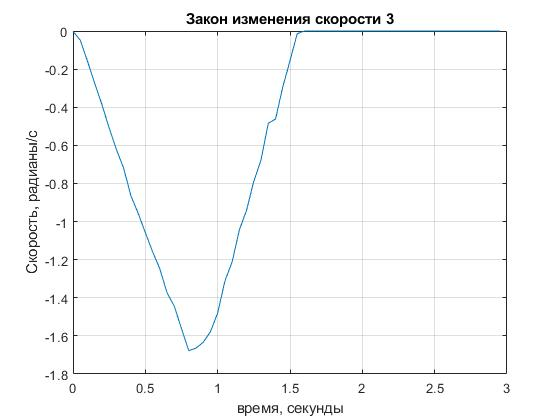 Закон изменения скорости 3
Скорость, радианы/с
0
-0.2
-0.4
-0.6
-0.8
-1
-1.2
-1.4
-1.6
-1.8
0 0.5 1 1.5 2 2.5 3
время, секунды